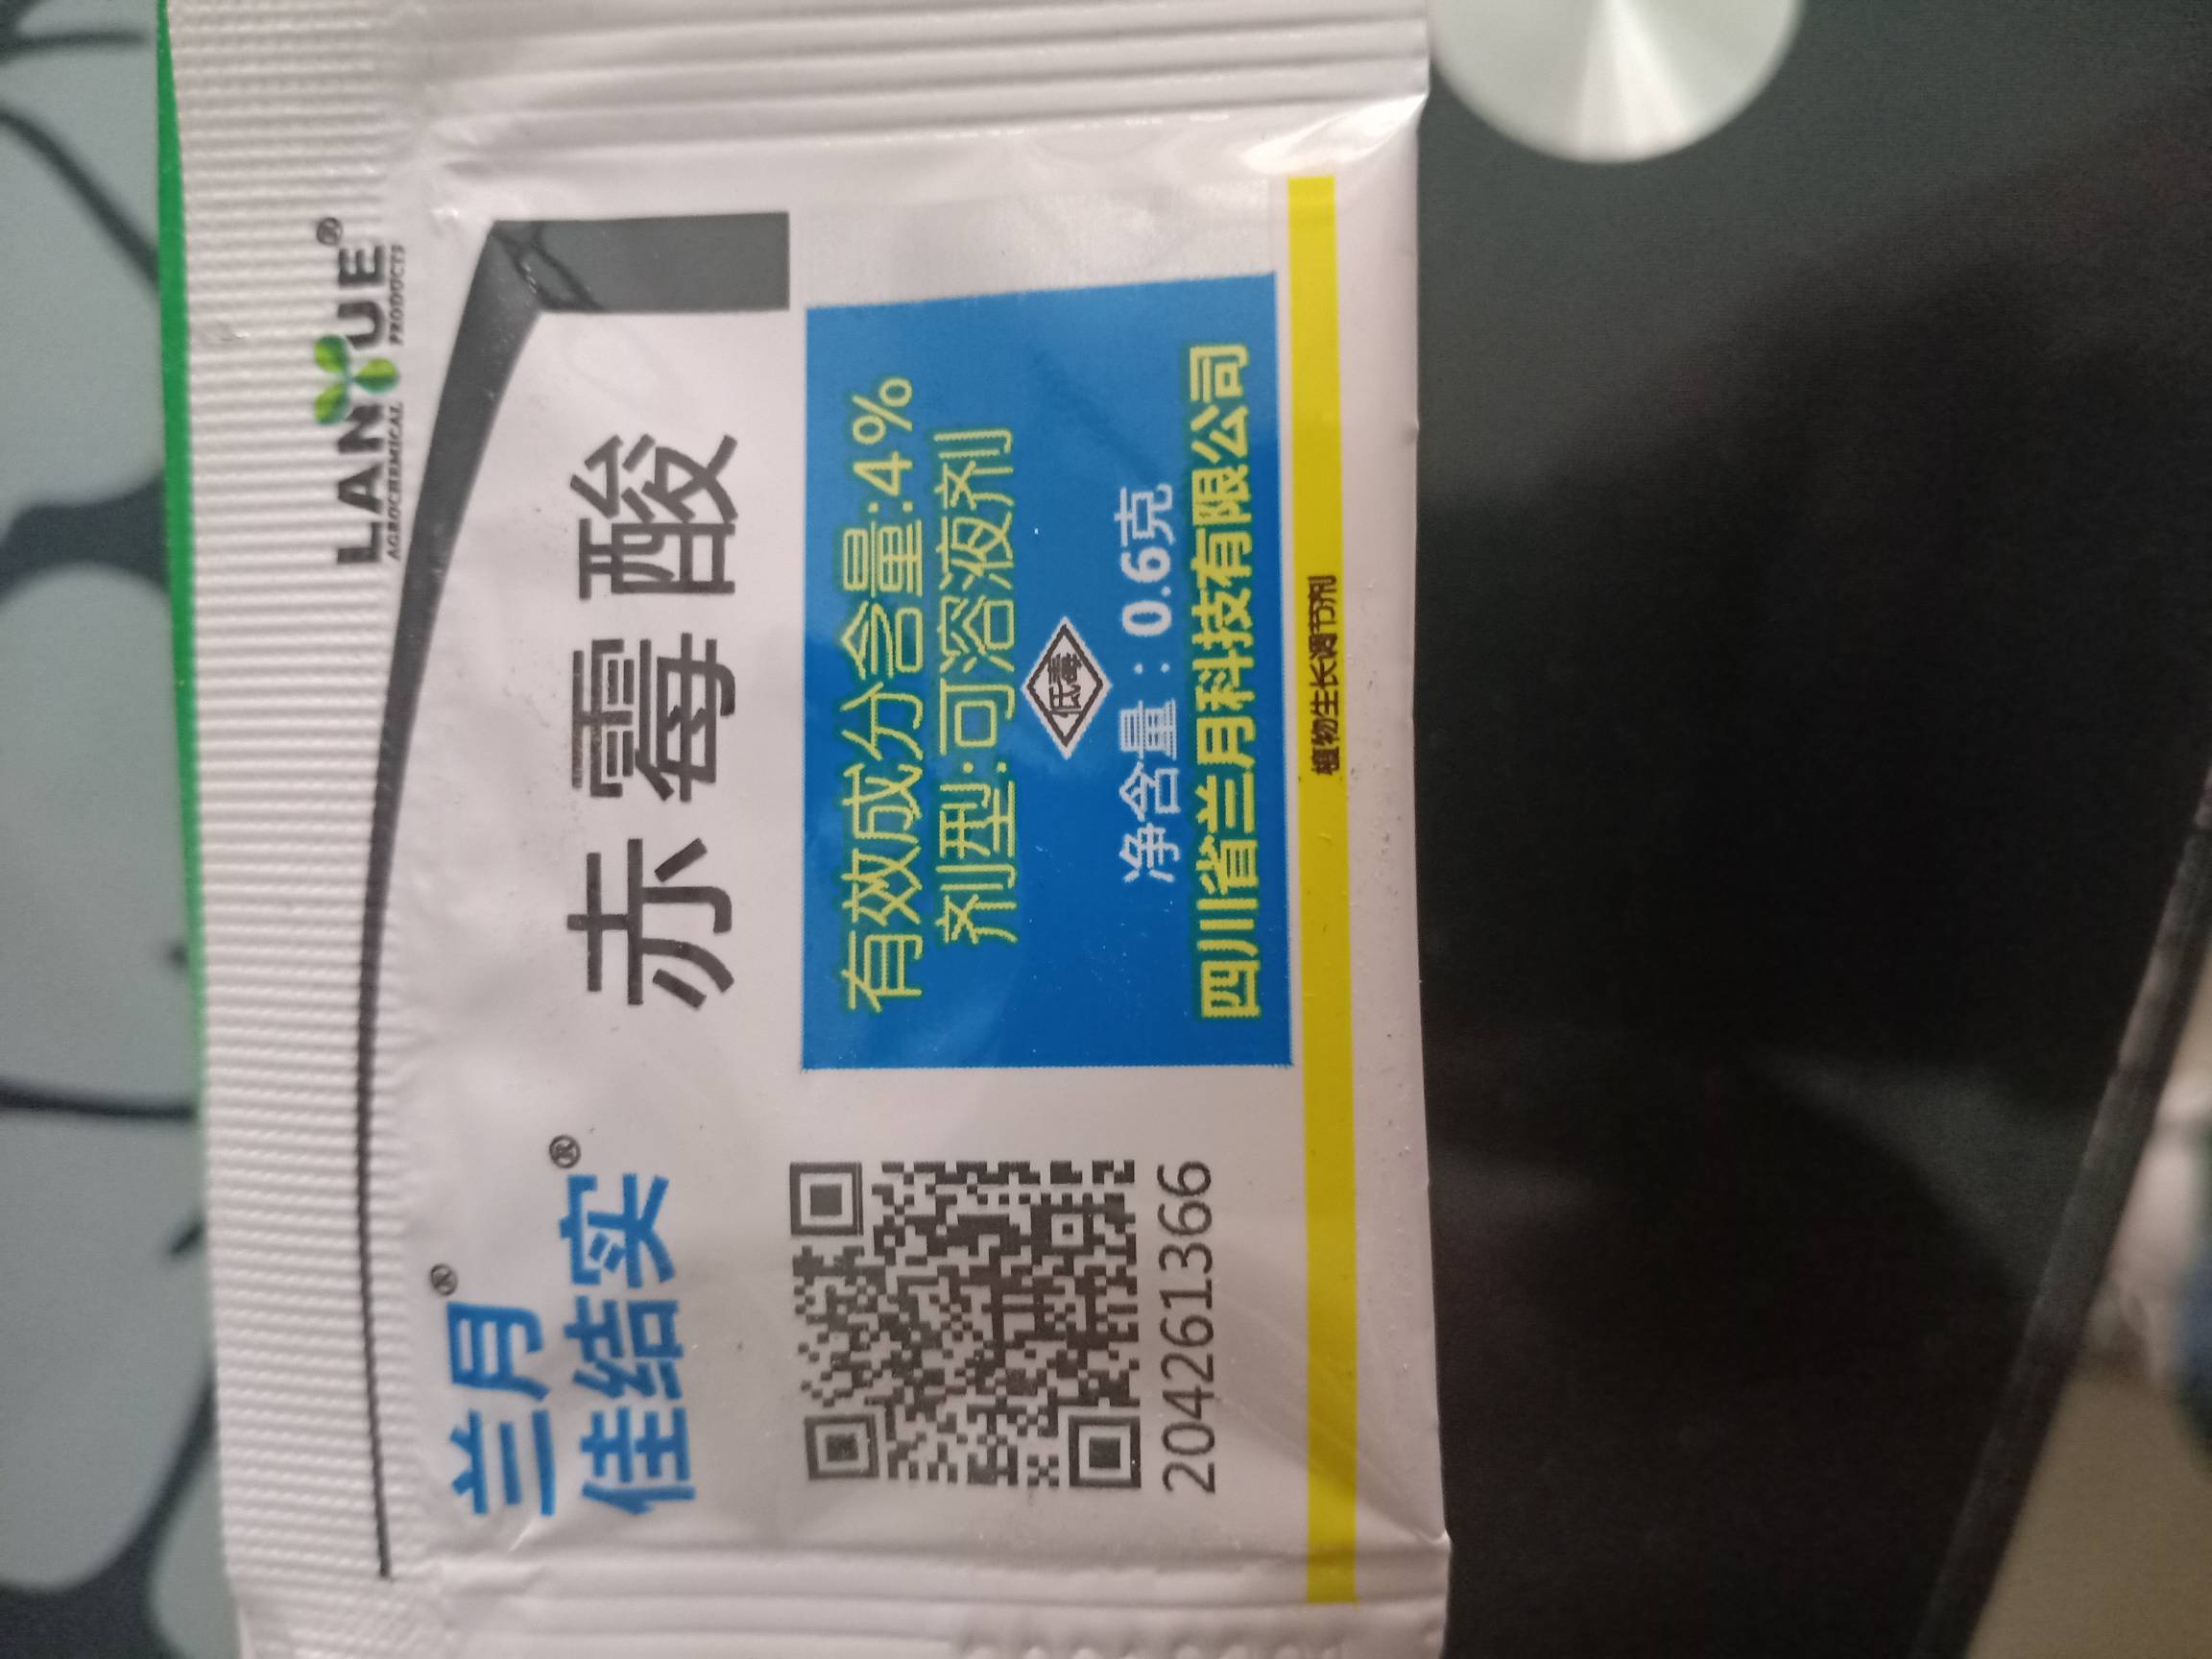 LANYUE®
AGROCHEMICAL PRODUCTS
兰月®
佳结实®
赤霉酸
有效成分含量:4%
剂型:可溶液剂
低毒
净含量：0.6克
四川省兰月科技有限公司
204261366
植物生长调节剂